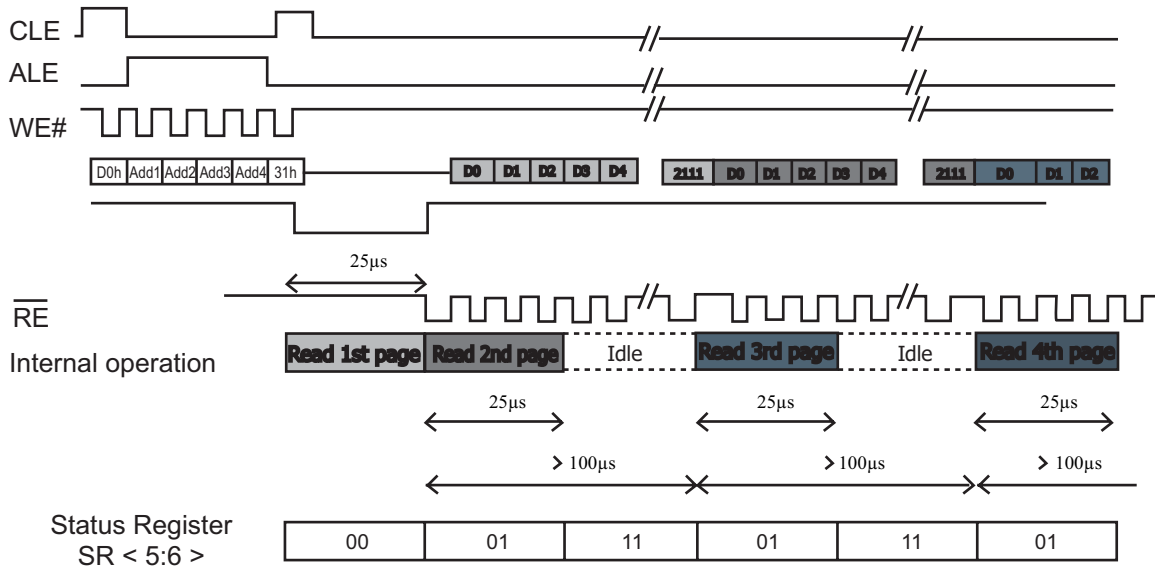 CLE
ALE
WE#
D0h Add1 Add2 Add3 Add4 31h D0 D1 D2 D3 D4 2111 D0 D1 D2 D3 D4 2111 D0 D1 D2
25µs
RE
Internal operation Read 1st page Read 2nd page Idle Read 3rd page Idle Read 4th page
25µs 25µs 25µs
> 100µs > 100µs > 100µs
Status Register
SR < 5:6 >
00 01 11 01 11 01